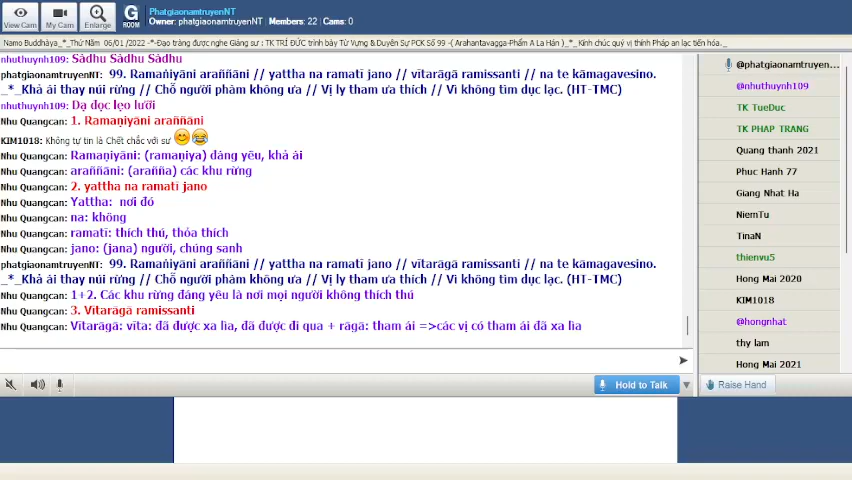 View Cam
My Cam
Enlarge
G
ROOM
PhatgiaonamtruyenNT
Owner: phatgiaonamtruyenNT | Members: 22 | Cams: 0
Namo Buddhàya_*_Thứ Năm 06/01 /2022 -*-Đạo tràng được nghe Giảng sư : TK TRÍ ĐỨC trình bày Từ Vựng & Duyên Sự PCK Số 99 -( Arahantavagga-Phẩm A La Hán )_*_ Kính chúc quý vị thính Pháp an lạc tiến hóa._
nhuthuynh109: Sàdhu Sàdhu Sàdhu
phatgiaonamtruyenNT: 99. Ramaṇiyāni araññāni // yattha na ramatī jano // vītarāgā ramissanti // na te kāmagavesino.
_*_Khả ái thay núi rừng // Chỗ người phàm không ưa // Vị ly tham ưa thích // Vì không tìm dục lạc. (HT-TMC)
nhuthuynh109: Dạ đọc lẹo lưỡi
Nhu Quangcan: 1. Ramaṇiyāni araññāni
KIM1018: Không tự tin là Chết chắc với sư
Nhu Quangcan: Ramaṇiyāni: (ramaṇiya) đáng yêu, khả ái
Nhu Quangcan: araññāni: (arañña) các khu rừng
Nhu Quangcan: 2. yattha na ramatī jano
Nhu Quangcan: Yattha: nơi đó
Nhu Quangcan: na: không
Nhu Quangcan: ramatī: thích thú, thỏa thích
Nhu Quangcan: jano: (jana) người, chúng sanh
phatgiaonamtruyenNT: 99. Ramaṇiyāni araññāni // yattha na ramatī jano // vītarāgā ramissanti // na te kāmagavesino.
_*_Khả ái thay núi rừng // Chỗ người phàm không ưa // Vị ly tham ưa thích // Vì không tìm dục lạc. (HT-TMC)
Nhu Quangcan: 1+2. Các khu rừng đáng yêu là nơi mọi người không thích thú
Nhu Quangcan: 3. Vītarāgā ramissanti
Nhu Quangcan: Vītarāgā: vīta: đã được xa lìa, đã được đi qua + rāgā: tham ái =>các vị có tham ái đã xa lìa
@phatgiaonamtruyen,...
@nhuthuynh109
TK TueDuc
TK PHAP TRANG
Quang thanh 2021
Phuc Hanh 77
Giang Nhat Ha
NiemTu
TinaN
thienvu5
Hong Mai 2020
KIM1018
@hongnhat
thy lam
Hong Mai 2021
Hold to Talk
Raise Hand